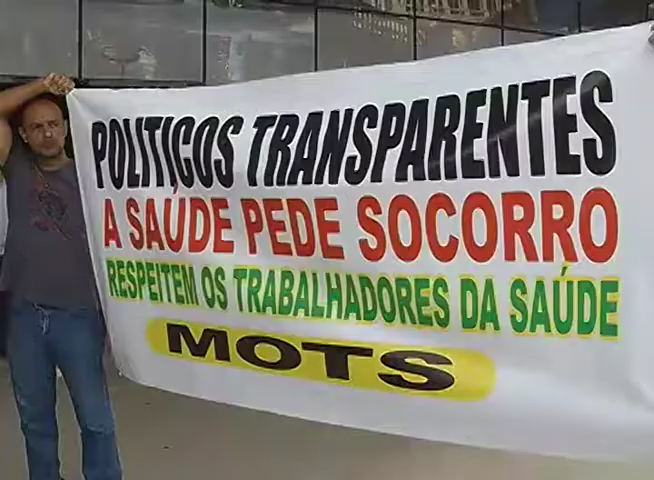 POLITICOS TRANSPARENTES
A SAÚDE PEDE SOCORRO
RESPEITEM OS TRABALHADORES DA SAÚDE
MOTS